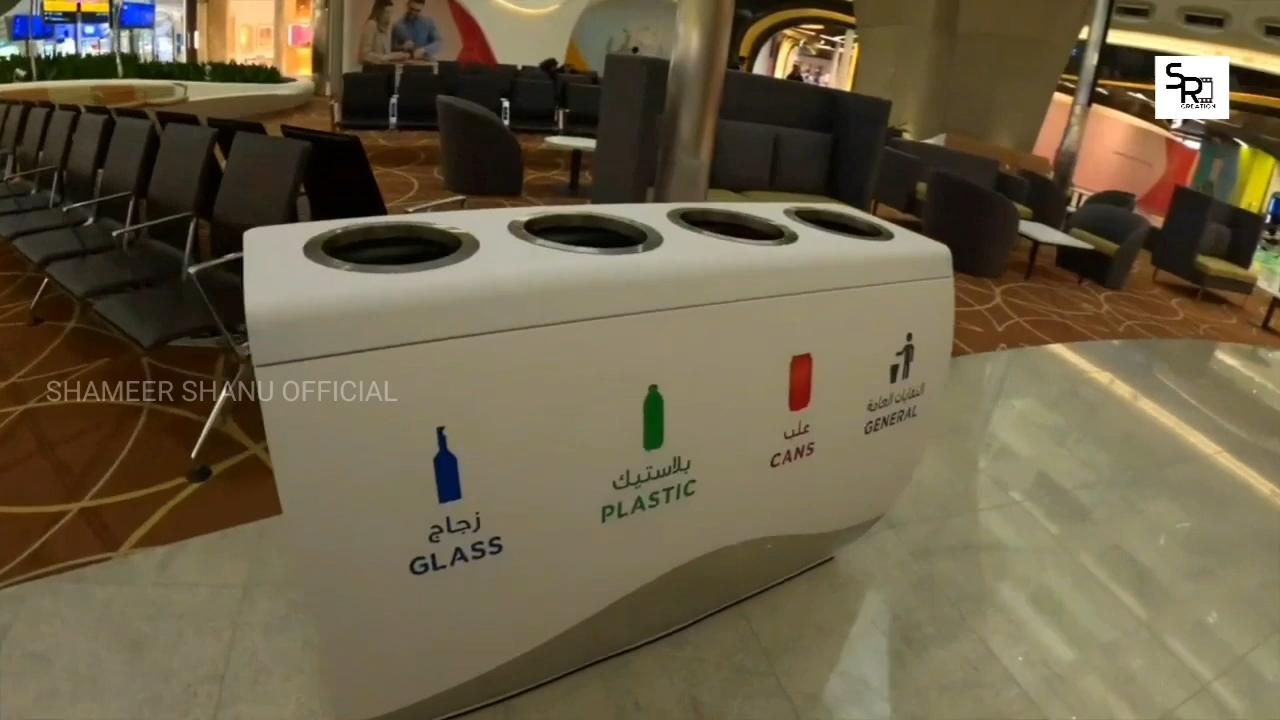 SR
CREATION
SHAMEER SHANU OFFICIAL
زجاج
GLASS
بلاستيك
PLASTIC
علب
CANS
النفايات العامة
GENERAL